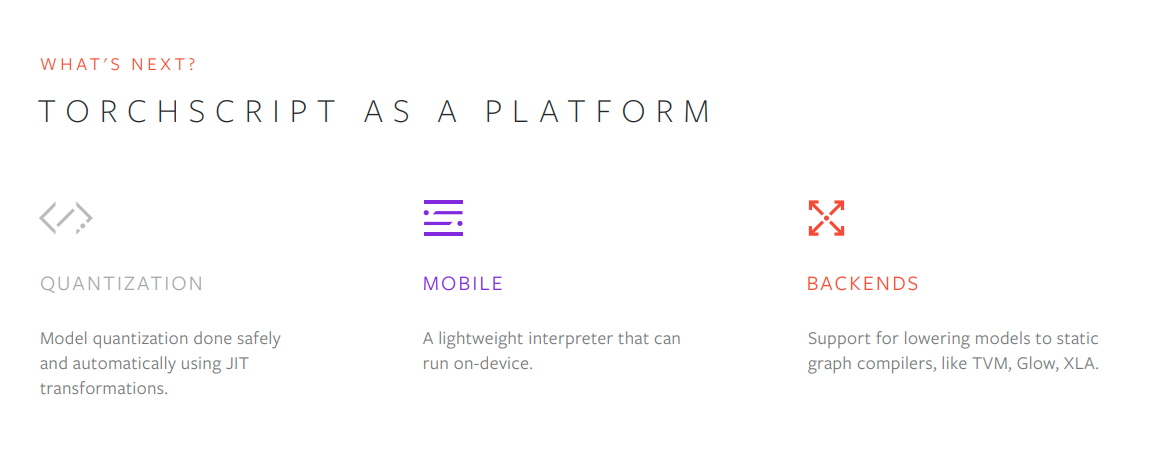 WHAT'S NEXT?
TORCHSCRIPT AS A PLATFORM
QUANTIZATION
Model quantization done safely
and automatically using JIT
transformations.
MOBILE
A lightweight interpreter that can
run on-device.
BACKENDS
Support for lowering models to static
graph compilers, like TVM, Glow, XLA.